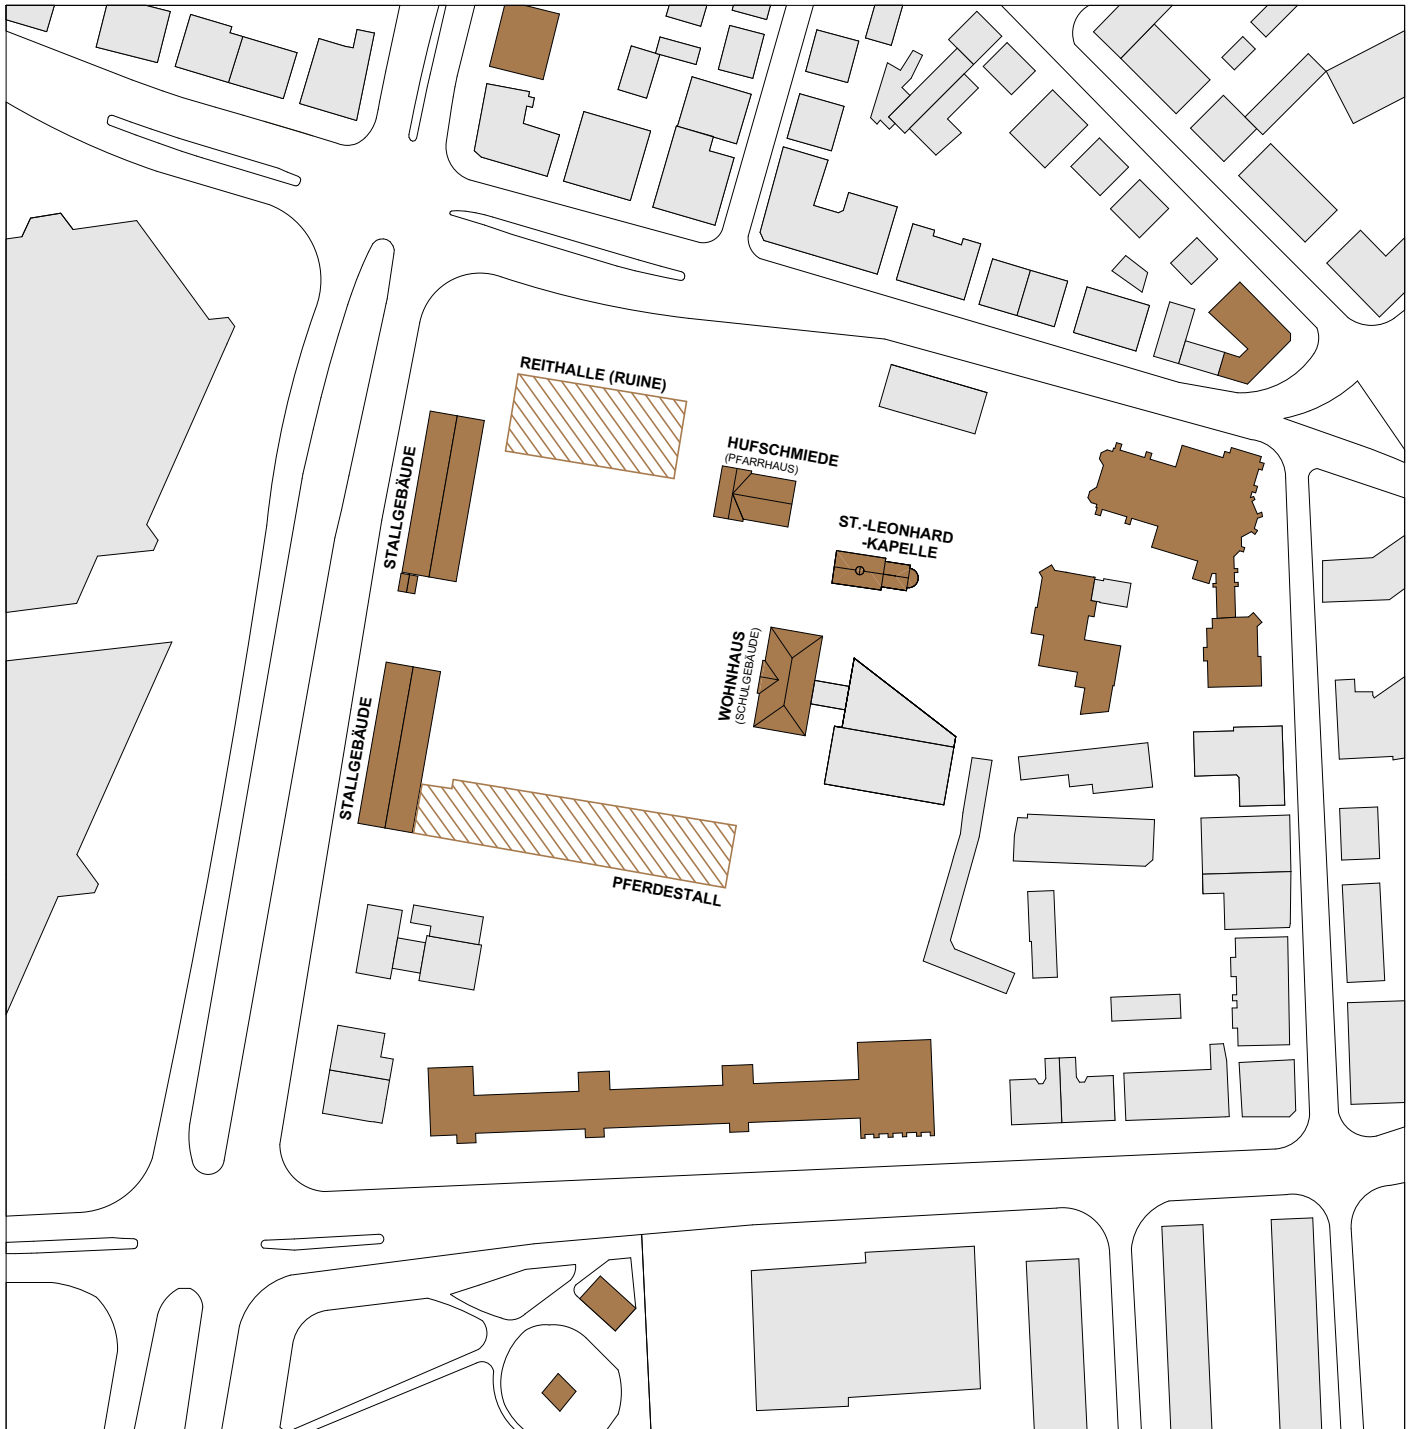 REITHALLE (RUINE)
HUFSCHMIEDE
(PFARRHAUS)
STALLGEBÄUDE
ST.-LEONHARD
-KAPELLE
WOHNHAUS
(SCHULGEBÄUDE)
STALLGEBÄUDE
PFERDESTALL